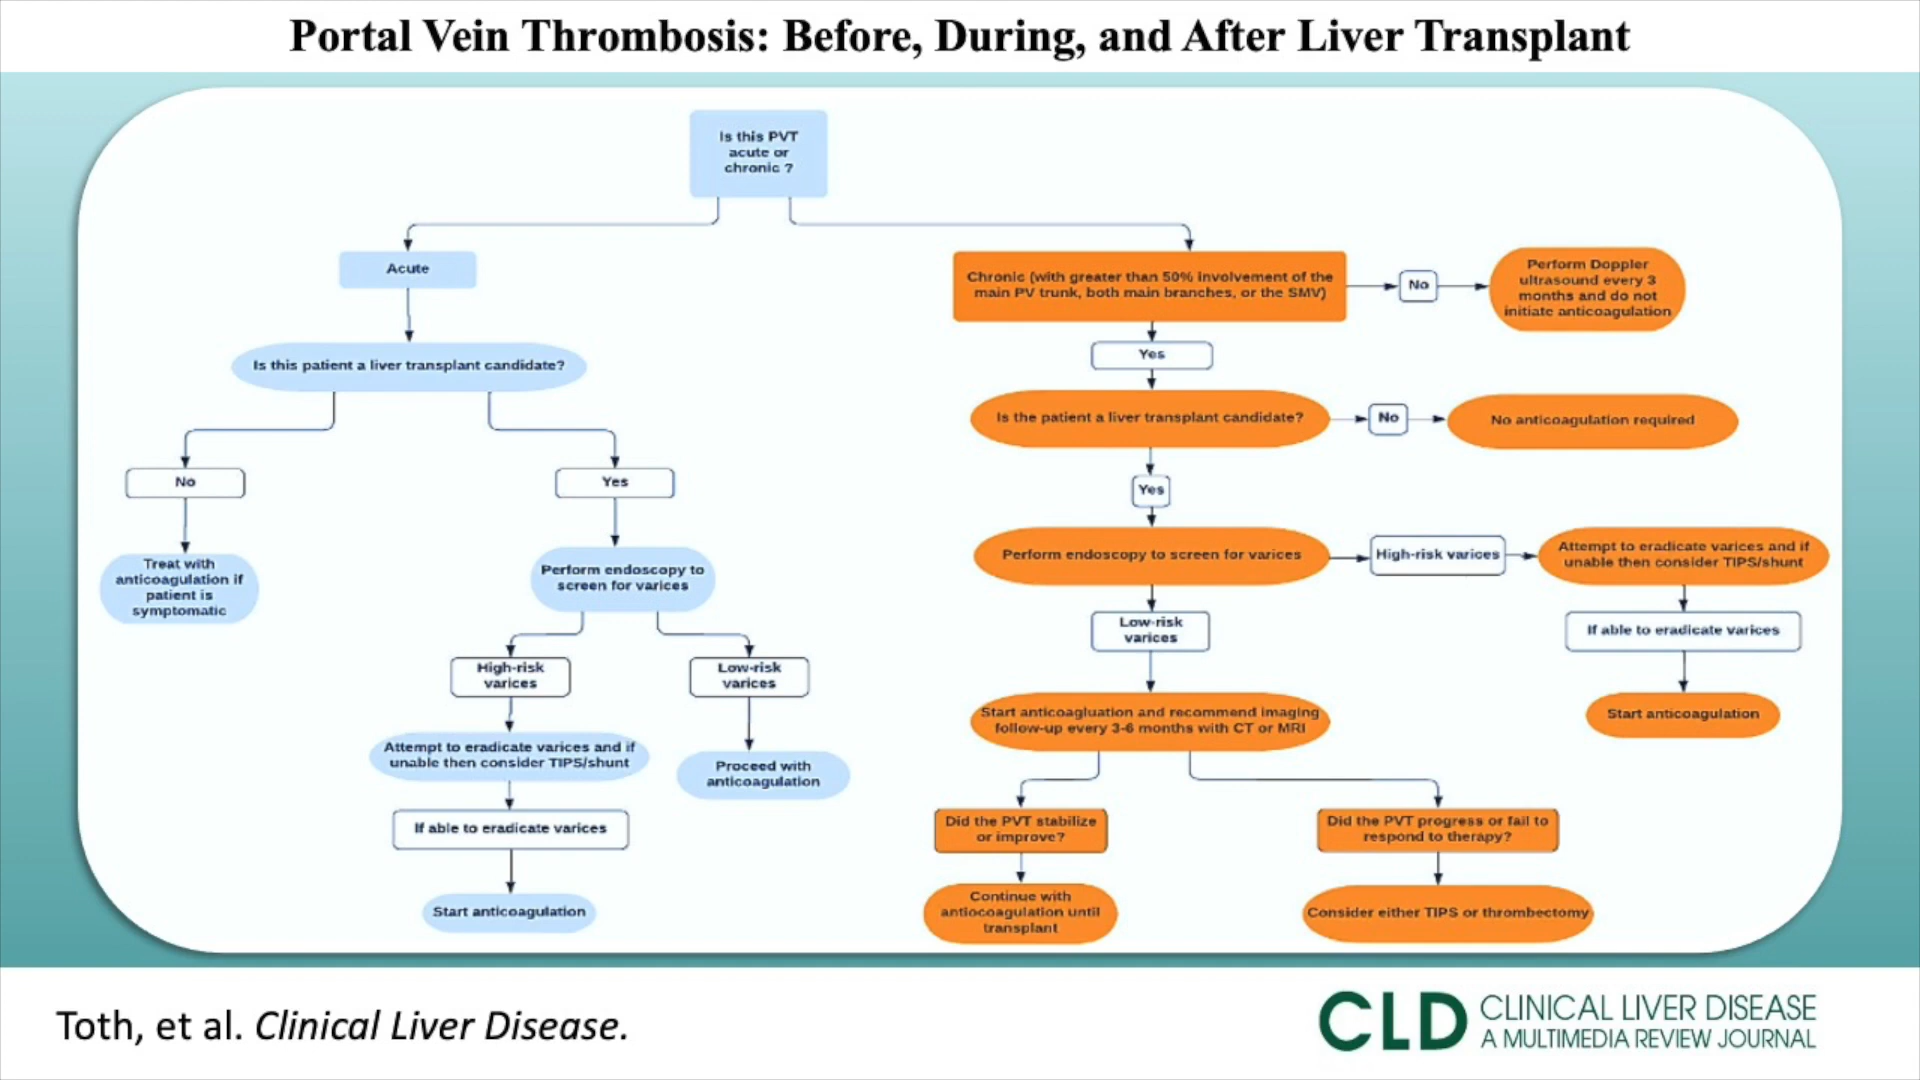 Portal Vein Thrombosis: Before, During, and After Liver Transplant
Is this PVT
acute or
chronic ?
Acute
Is this patient a liver transplant candidate?
No
Yes
Treat with
anticoagulation if
patient is
symptomatic
Perform endoscopy to
screen for varices
High-risk
varices
Low-risk
varices
Attempt to eradicate varices and if
unable then consider TIPS/shunt
Proceed with
anticoagulation
If able to eradicate varices
Start anticoagulation
Chronic (with greater than 50% involvement of the
main PV trunk, both main branches, or the SMV)
No
Perform Doppler
ultrasound every 3
months and do not
initiate anticoagulation
Yes
Is the patient a liver transplant candidate?
No
No anticoagulation required
Yes
Perform endoscopy to screen for varices
High-risk varices
Attempt to eradicate varices and if
unable then consider TIPS/shunt
If able to eradicate varices
Start anticoagulation
Low-risk
varices
Start anticoagluation and recommend imaging
follow-up every 3-6 months with CT or MRI
Did the PVT stabilize
or improve?
Continue with
antiocoagulation until
transplant
Did the PVT progress or fail to
respond to therapy?
Consider either TIPS or thrombectomy
Toth, et al. Clinical Liver Disease.
CLD
CLINICAL LIVER DISEASE
A MULTIMEDIA REVIEW JOURNAL